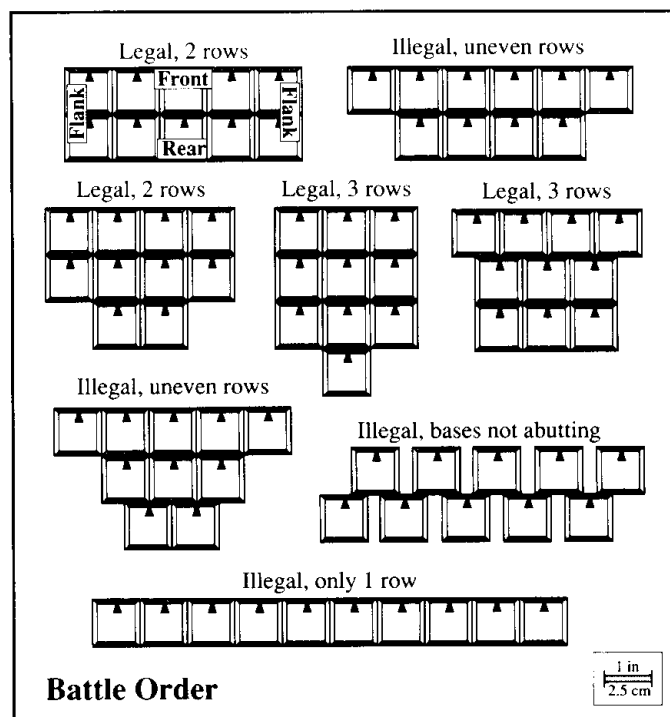 Legal, 2 rows
Illegal, uneven rows
Front
Flank
Flank
Rear
Legal, 2 rows
Legal, 3 rows
Legal, 3 rows
Illegal, uneven rows
Illegal, bases not abutting
Illegal, only 1 row
Battle Order
1 in
2.5 cm